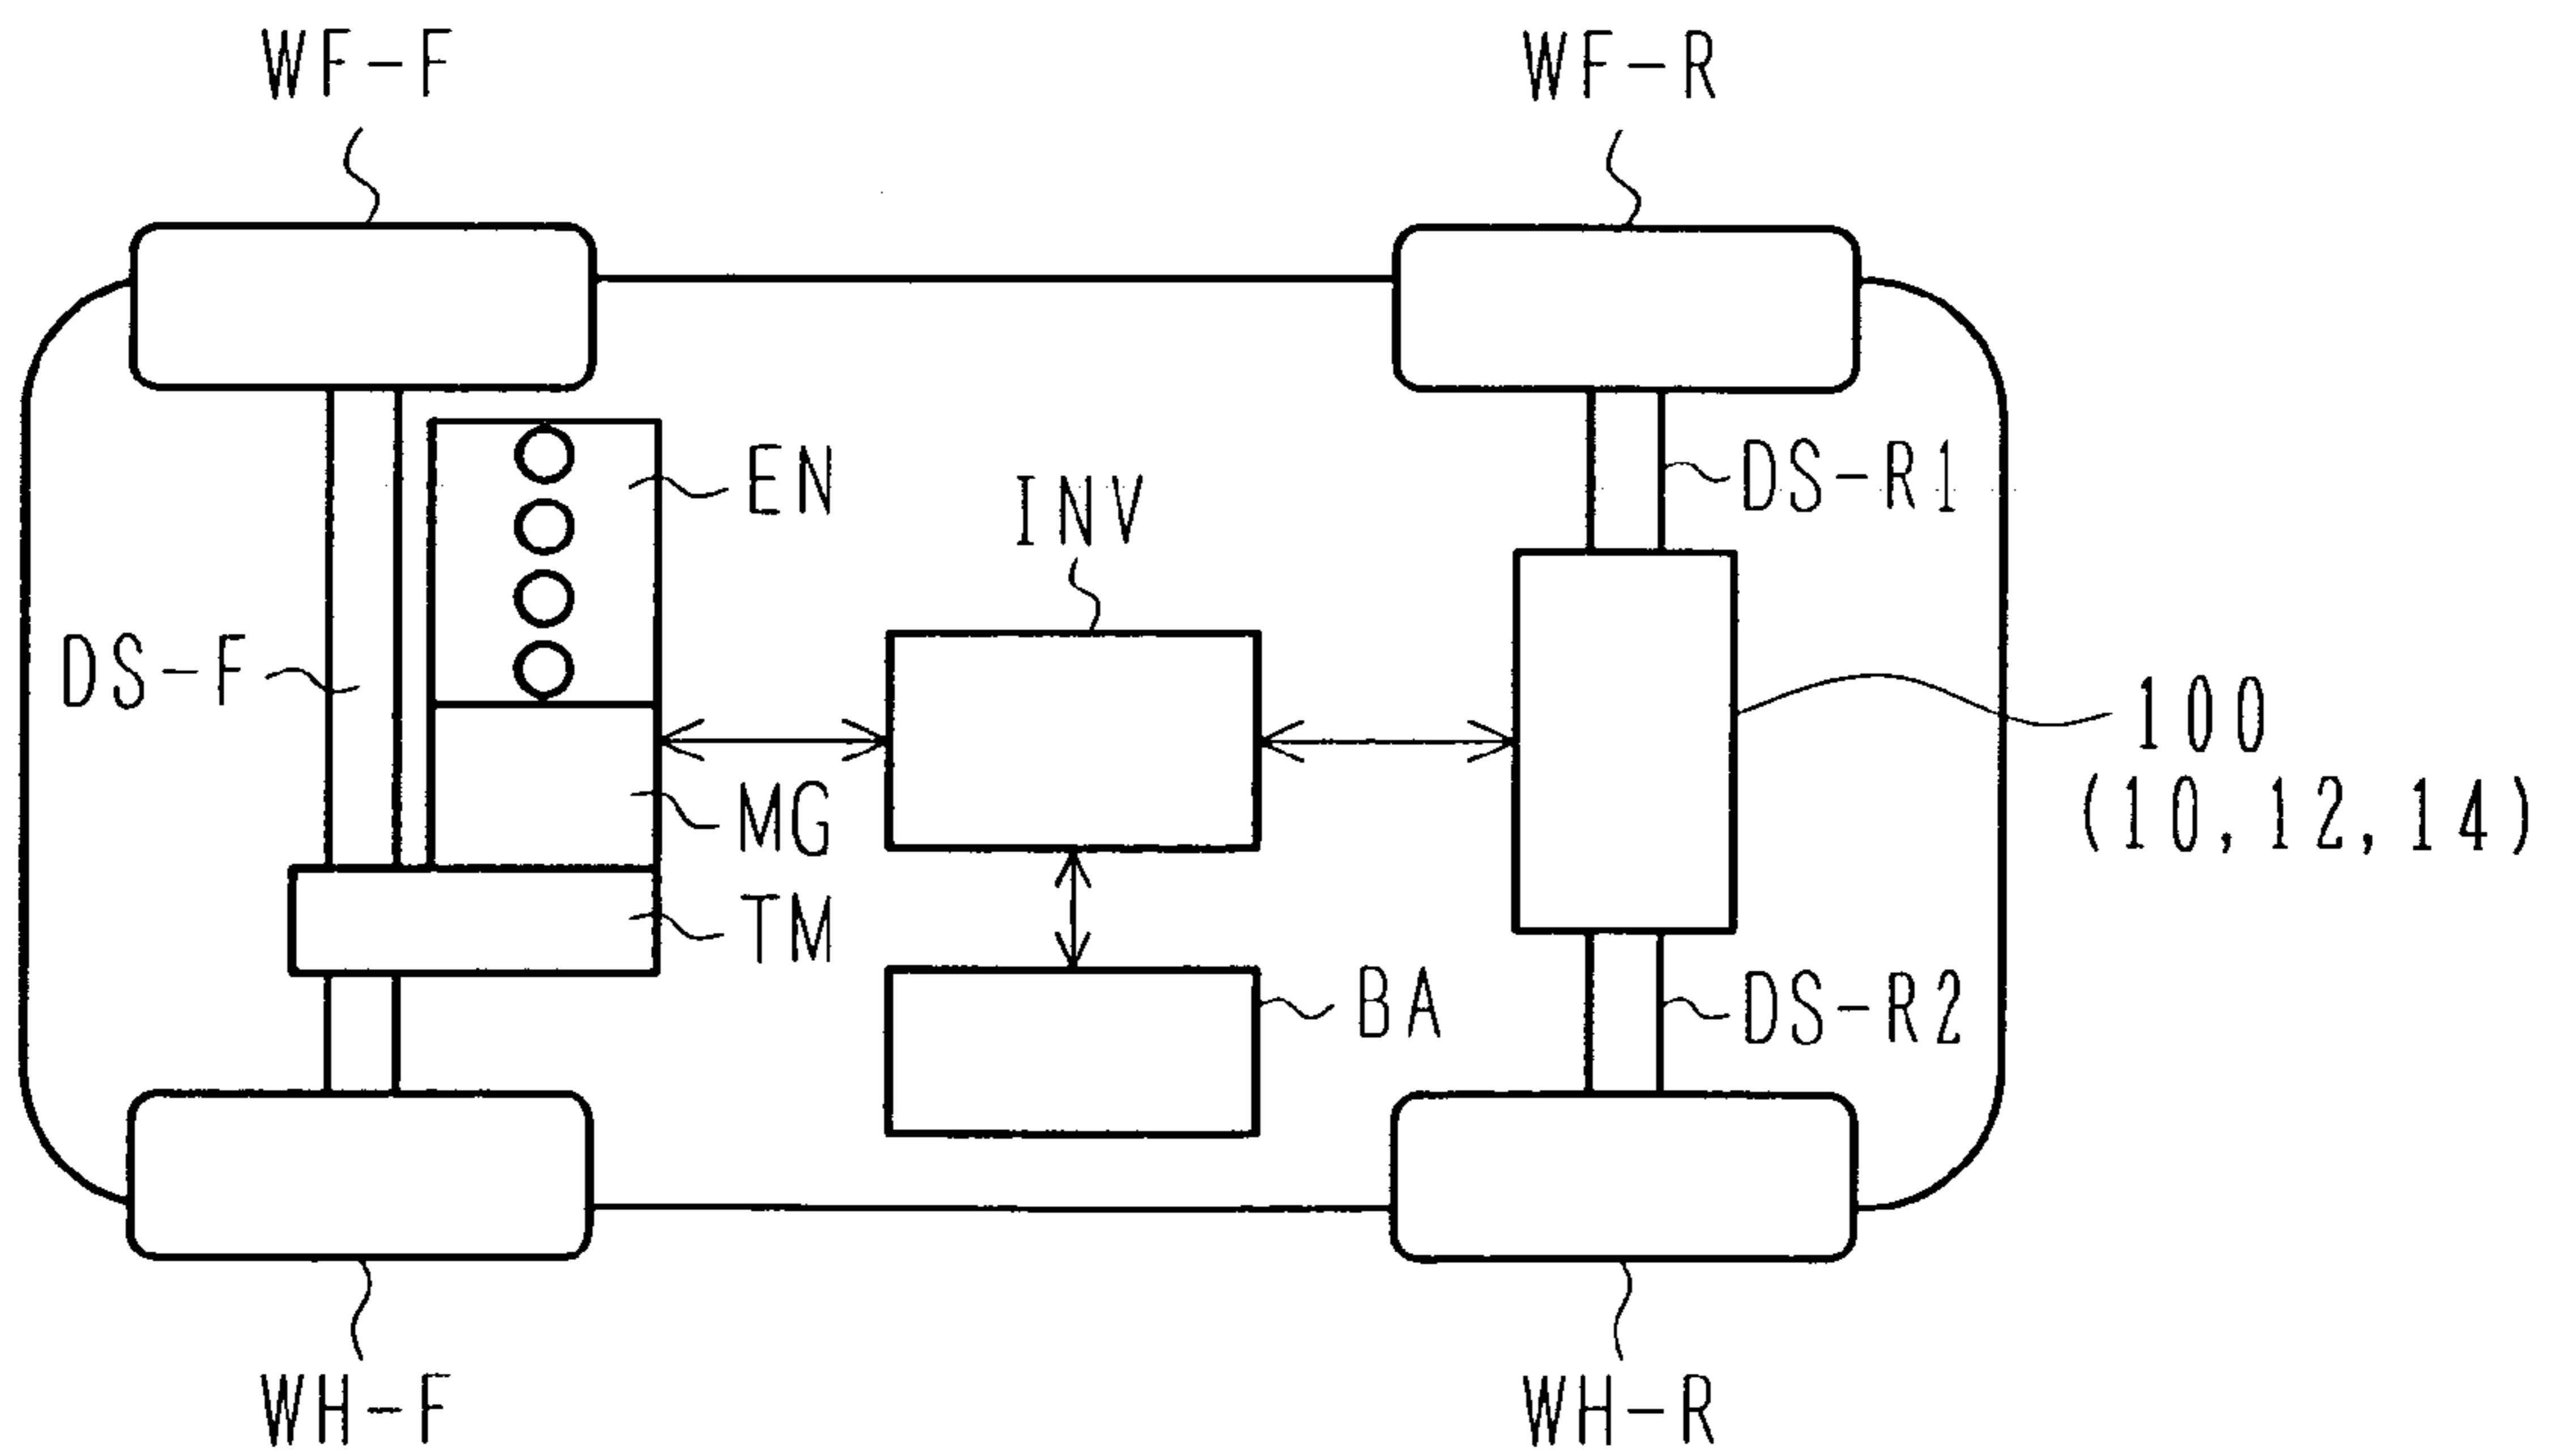 WF-F
WF-R
EN
DS-R1
INV
DS-F
100
(10,12,14)
MG
TM
BA
DS-R2
WH-F
WH-R